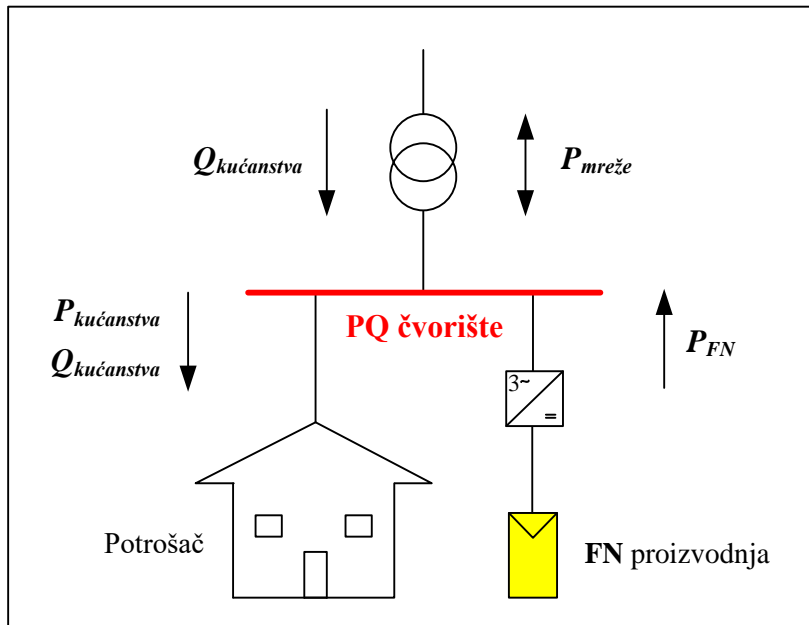 Qkućanstva
Pmreže
Pkućanstva
Qkućanstva
PQ čvorište
PFN
3~
=
Potrošač
FN proizvodnja